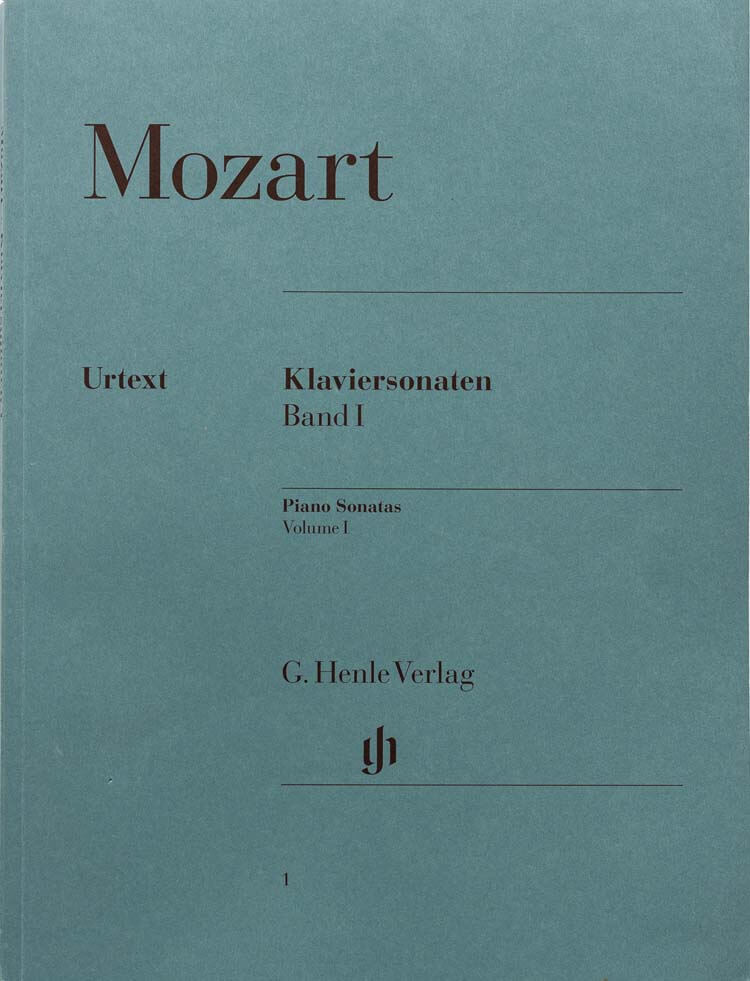 Mozart
Urtext
Klaviersonaten
Band I
Piano Sonatas
Volume I
G. Henle Verlag
1